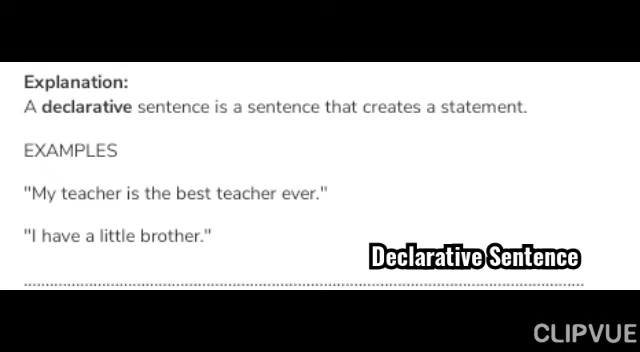 Explanation:
A declarative sentence is a sentence that creates a statement.
EXAMPLES
"My teacher is the best teacher ever."
"I have a little brother."
Declarative Sentence
CLIPVUE